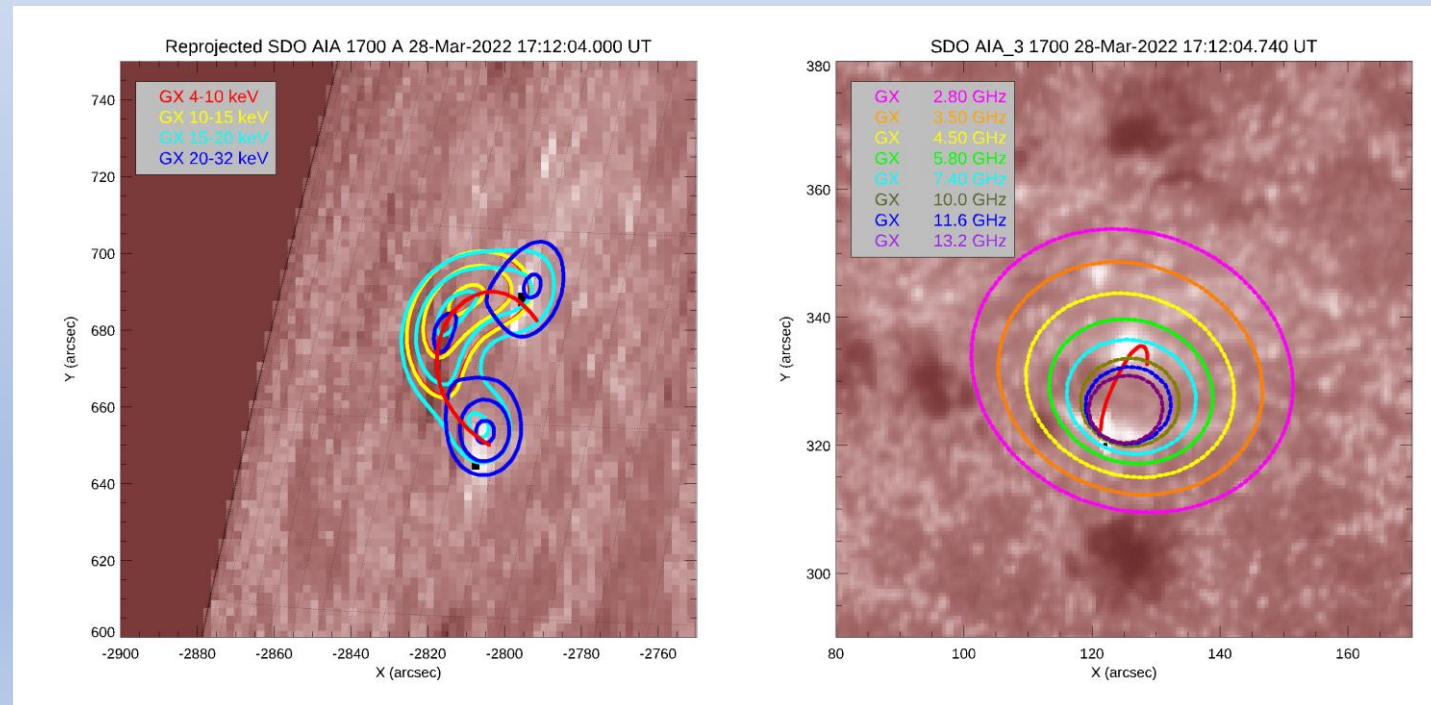 Reprojected SDO AIA 1700 A 28-Mar-2022 17:12:04.000 UT
GX 4-10 keV
GX 10-15 keV
GX 15-20 keV
GX 20-32 keV
740
720
700
680
660
640
620
600
Y (arcsec)
-2900 -2880 -2860 -2840 -2820 -2800 -2780 -2760
X (arcsec)
SDO AIA_3 1700 28-Mar-2022 17:12:04.740 UT
GX 2.80 GHz
GX 3.50 GHz
GX 4.50 GHz
GX 5.80 GHz
GX 7.40 GHz
GX 10.0 GHz
GX 11.6 GHz
GX 13.2 GHz
380
360
340
320
300
Y (arcsec)
80 100 120 140 160
X (arcsec)